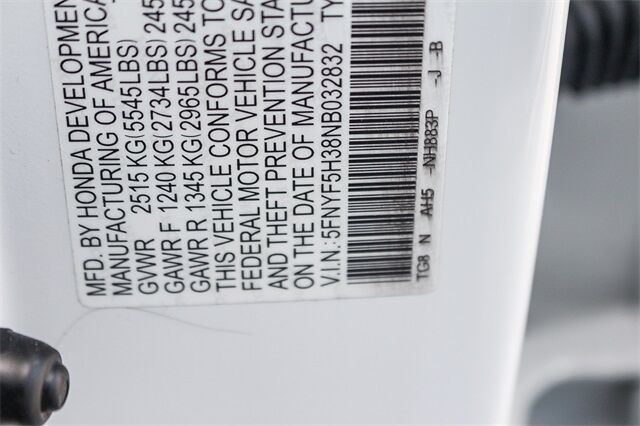 MFD. BY HONDA DEVELOPMEN
MANUFACTURING OF AMERICA
GVWR 2515 KG(5545LBS)
GAWR F 1240 KG(2734LBS) 245
GAWR R 1345 KG(2965LBS) 245
THIS VEHICLE CONFORMS TO
FEDERAL MOTOR VEHICLE SA
AND THEFT PREVENTION STA
ON THE DATE OF MANUFACTU
V.I.N.:5FNYF5H38NB032832 TY
TG8 N AH5 -NH883P -J -B